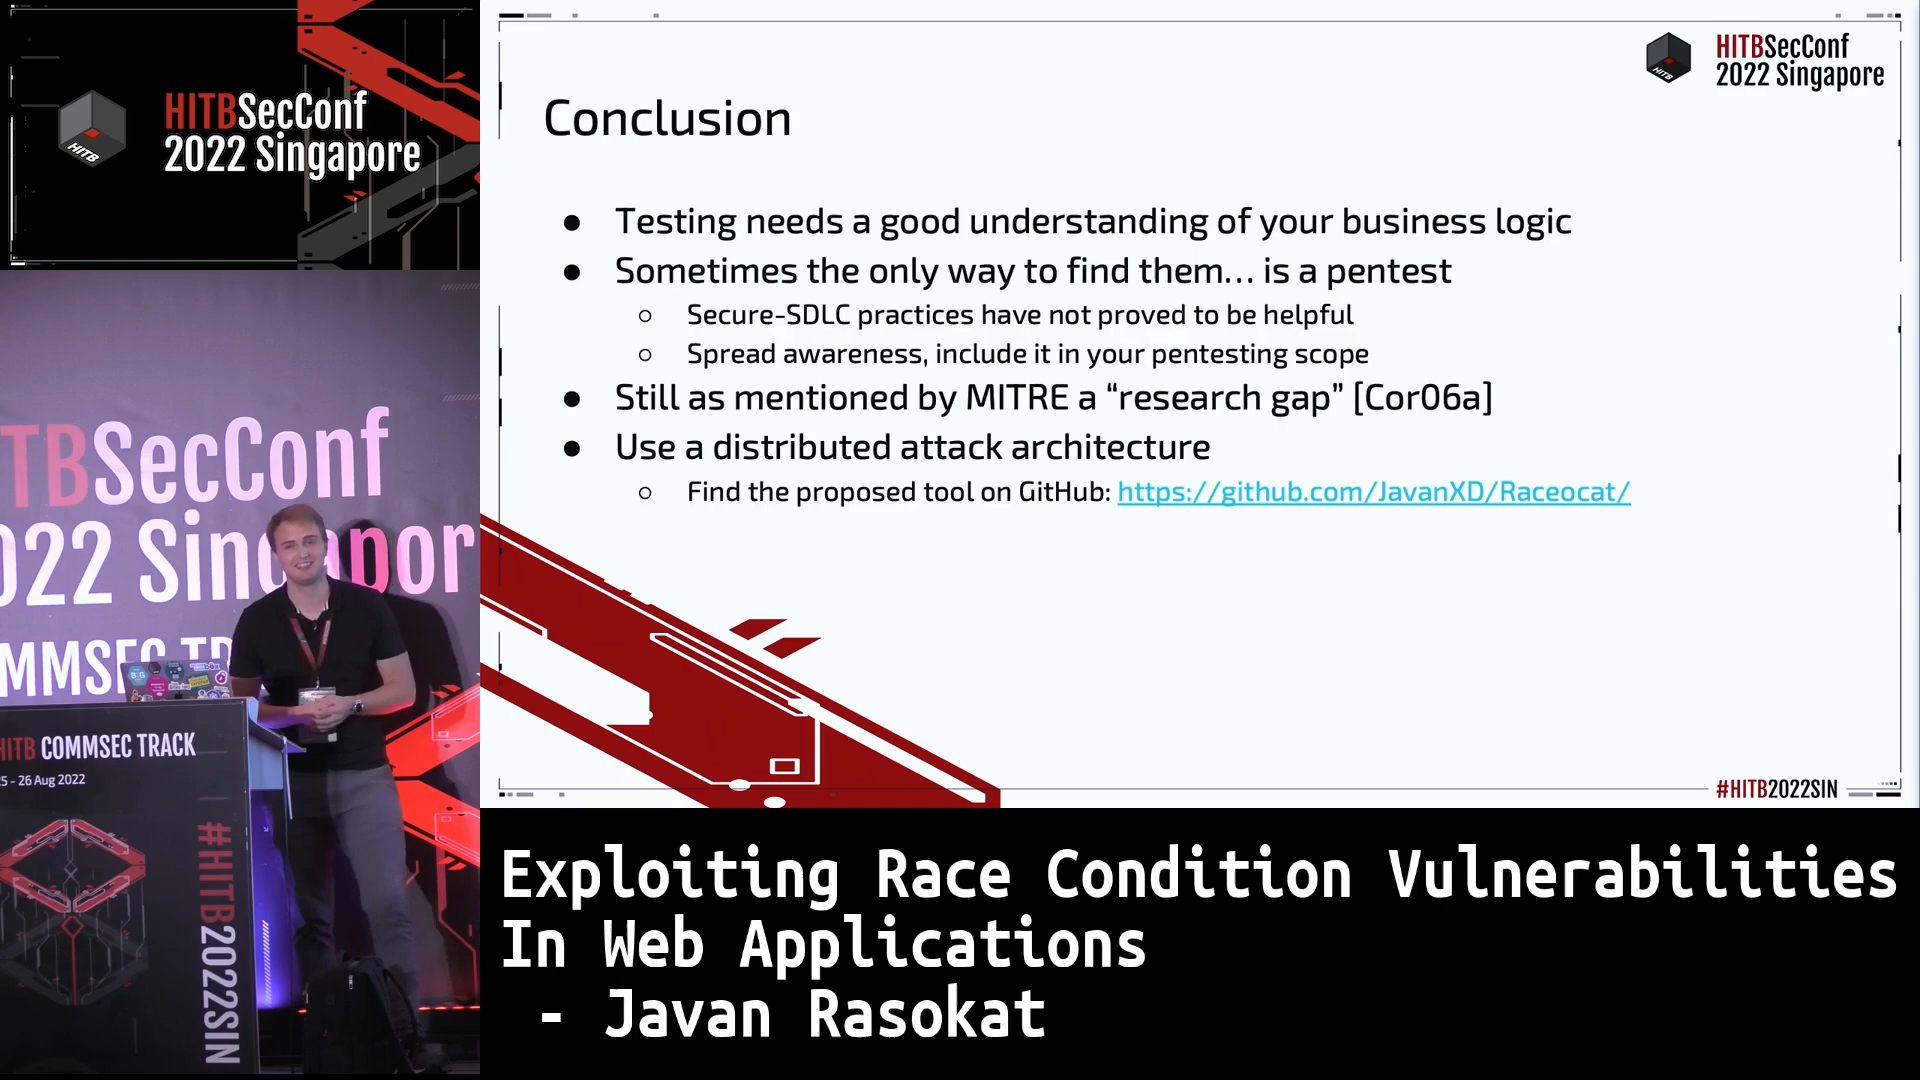 HITBSecConf
2022 Singapore
HITB
HITBSecConf
2022 Singapore
HITB
Conclusion
● Testing needs a good understanding of your business logic
● Sometimes the only way to find them… is a pentest
○ Secure-SDLC practices have not proved to be helpful
○ Spread awareness, include it in your pentesting scope
● Still as mentioned by MITRE a “research gap” [Cor06a]
● Use a distributed attack architecture
○ Find the proposed tool on GitHub: https://github.com/JavanXD/Raceocat/
#HITB2022SIN
TBSecConf
022 Singapor
MMSEC TR
HITB COMMSEC TRACK
5 - 26 Aug 2022
#HITB2022SIN
Exploiting Race Condition Vulnerabilities
In Web Applications
- Javan Rasokat